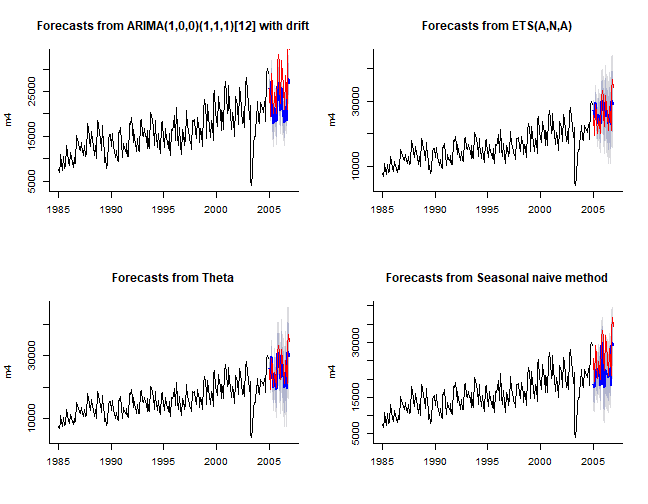 Forecasts from ARIMA(1,0,0)(1,1,1)[12] with drift
m4
5000 15000 25000
1985 1990 1995 2000 2005
Forecasts from ETS(A,N,A)
m4
10000 30000
1985 1990 1995 2000 2005
Forecasts from Theta
m4
10000 30000
1985 1990 1995 2000 2005
Forecasts from Seasonal naive method
m4
5000 15000 30000
1985 1990 1995 2000 2005